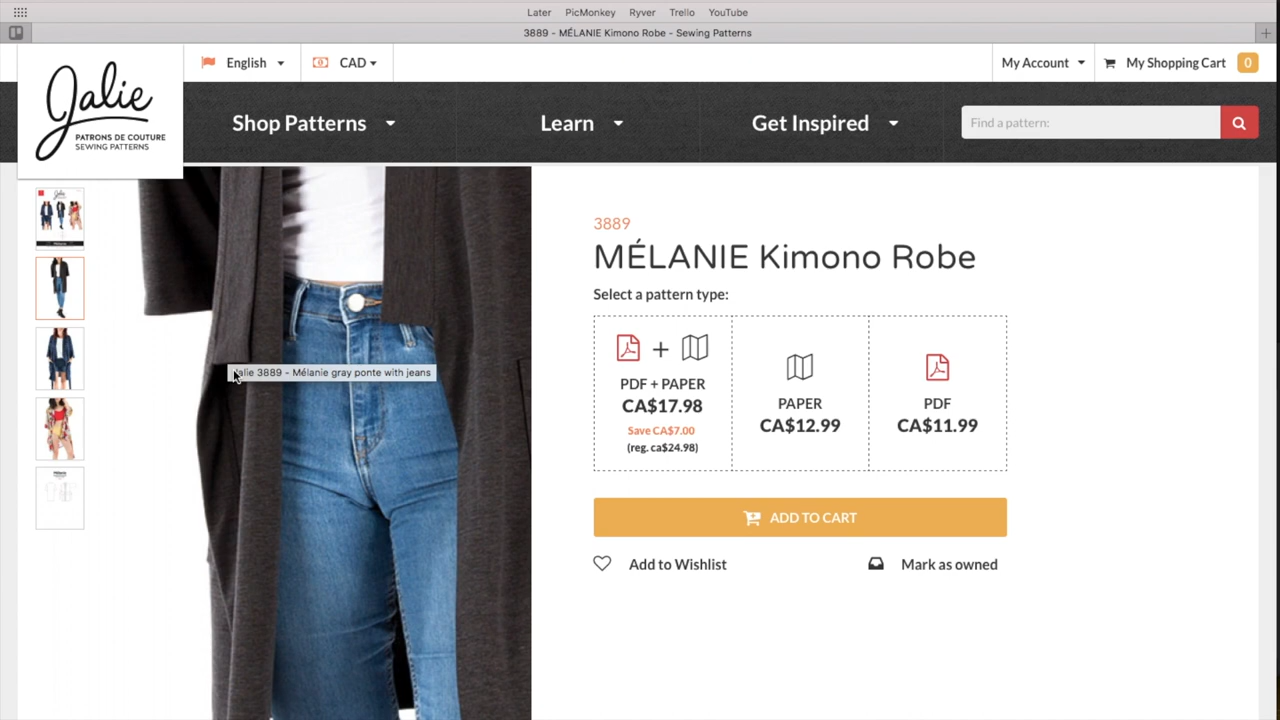 Later PicMonkey Ryver Trello YouTube
3889 - MÉLANIE Kimono Robe - Sewing Patterns
English CAD My Account My Shopping Cart 0
Jalie
PATRONS DE COUTURE
SEWING PATTERNS
Shop Patterns Learn Get Inspired Find a pattern:
3889
MÉLANIE Kimono Robe
Select a pattern type:
PDF + PAPER
CA$17.98
Save CA$7.00
(reg. ca$24.98)
PAPER
CA$12.99
PDF
CA$11.99
ADD TO CART
Add to Wishlist Mark as owned
Jalie 3889 - Mélanie gray ponte with jeans